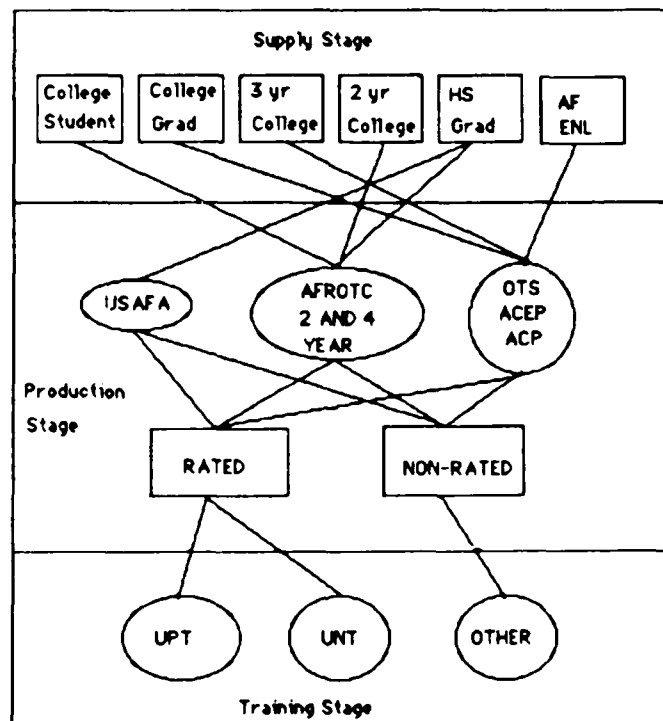 Supply Stage
College
Student
College
Grad
3 yr
College
2 yr
College
HS
Grad
AF
ENL
USAFA
AFROTC
2 AND 4
YEAR
OTS
ACEP
ACP
Production
Stage
RATED
NON-RATED
UPT
UNT
OTHER
Training Stage